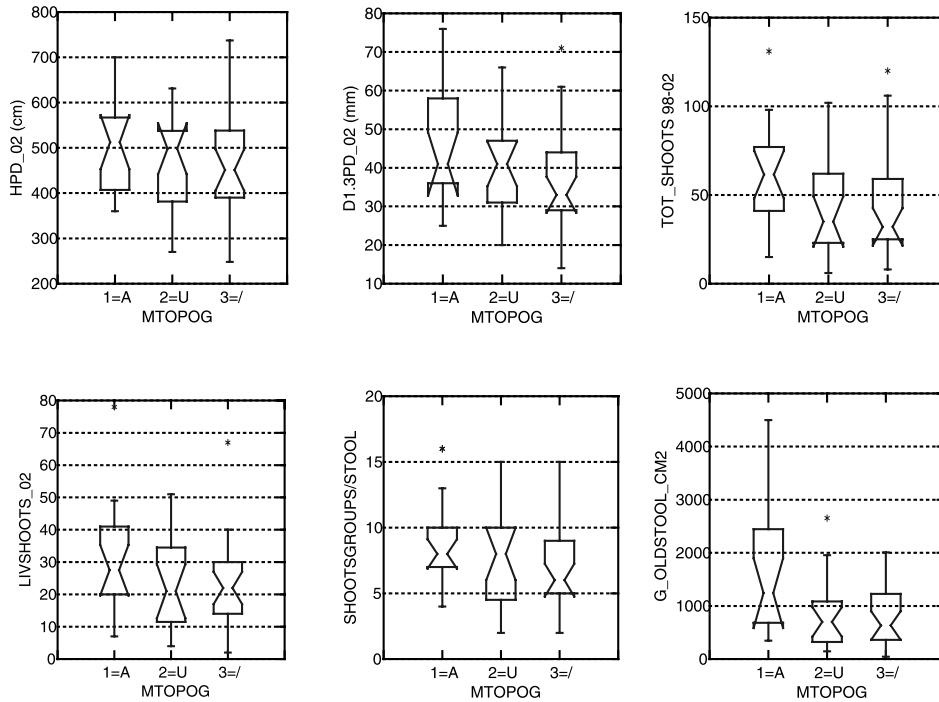 800
700
600
500
400
300
200
HPD_02 (cm)
1=A 2=U 3=/
MTOPOG
80
70
60
50
40
30
20
10
D1.3PD_02 (mm)
1=A 2=U 3=/
MTOPOG
150
100
50
0
TOT_SHOOTS 98-02
1=A 2=U 3=/
MTOPOG
80
70
60
50
40
30
20
10
0
LIVSHOOTS_02
1=A 2=U 3=/
MTOPOG
20
15
10
5
0
SHOOTSGROUPS/STOOL
1=A 2=U 3=/
MTOPOG
5000
4000
3000
2000
1000
0
G_OLDSTOOL_CM2
1=A 2=U 3=/
MTOPOG